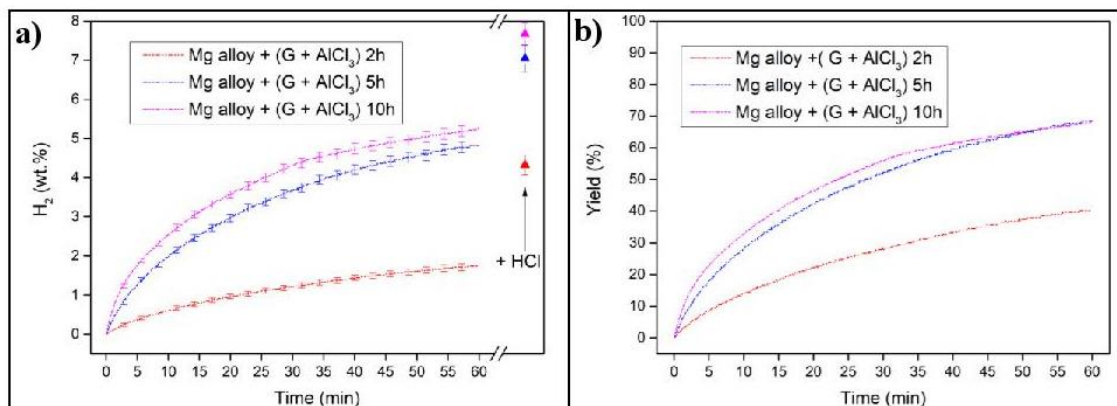 a)
Mg alloy + (G + AlCl₃) 2h
Mg alloy + (G + AlCl₃) 5h
Mg alloy + (G + AlCl₃) 10h
+ HCl
H₂ (wt.%)
8
7
6
5
4
3
2
1
0
0 5 10 15 20 25 30 35 40 45 50 55 60
Time (min)
b)
Mg alloy +( G + AlCl₃) 2h
Mg alloy + (G + AlCl₃) 5h
Mg alloy + (G + AlCl₃) 10h
Yield (%)
100
90
80
70
60
50
40
30
20
10
0
0 5 10 15 20 25 30 35 40 45 50 55 60
Time (min)